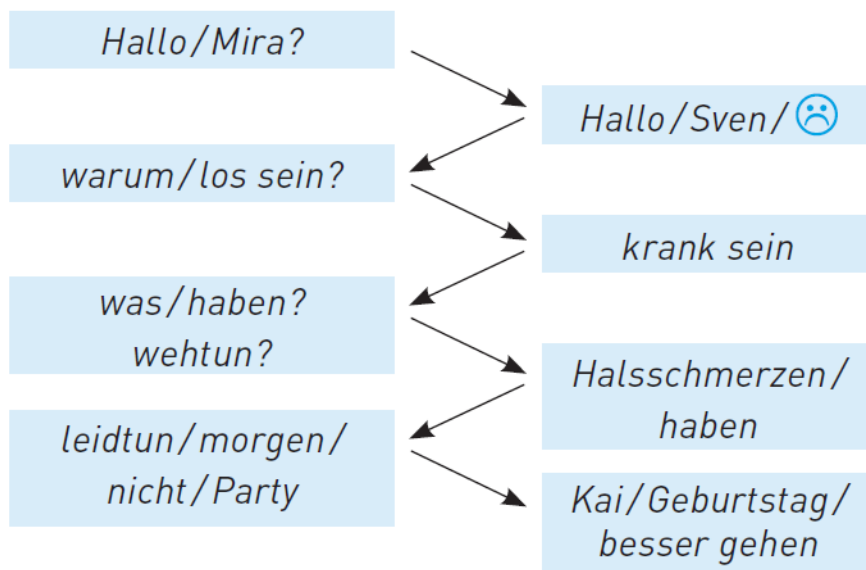 Hallo/Mira?
Hallo/Sven/
warum/los sein?
krank sein
was/haben?
wehtun?
Halsschmerzen/
haben
leidtun/morgen/
nicht/Party
Kai/Geburtstag/
besser gehen